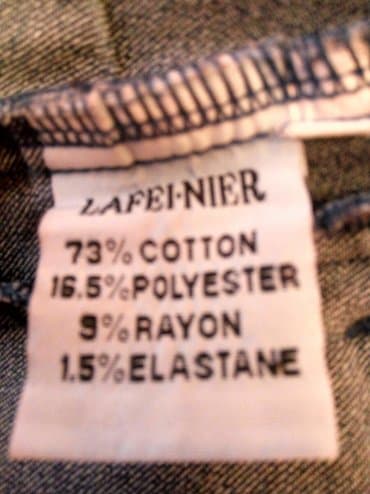 LAFEI-NIER
73% COTTON
16.5% POLYESTER
9% RAYON
1.5% ELASTANE